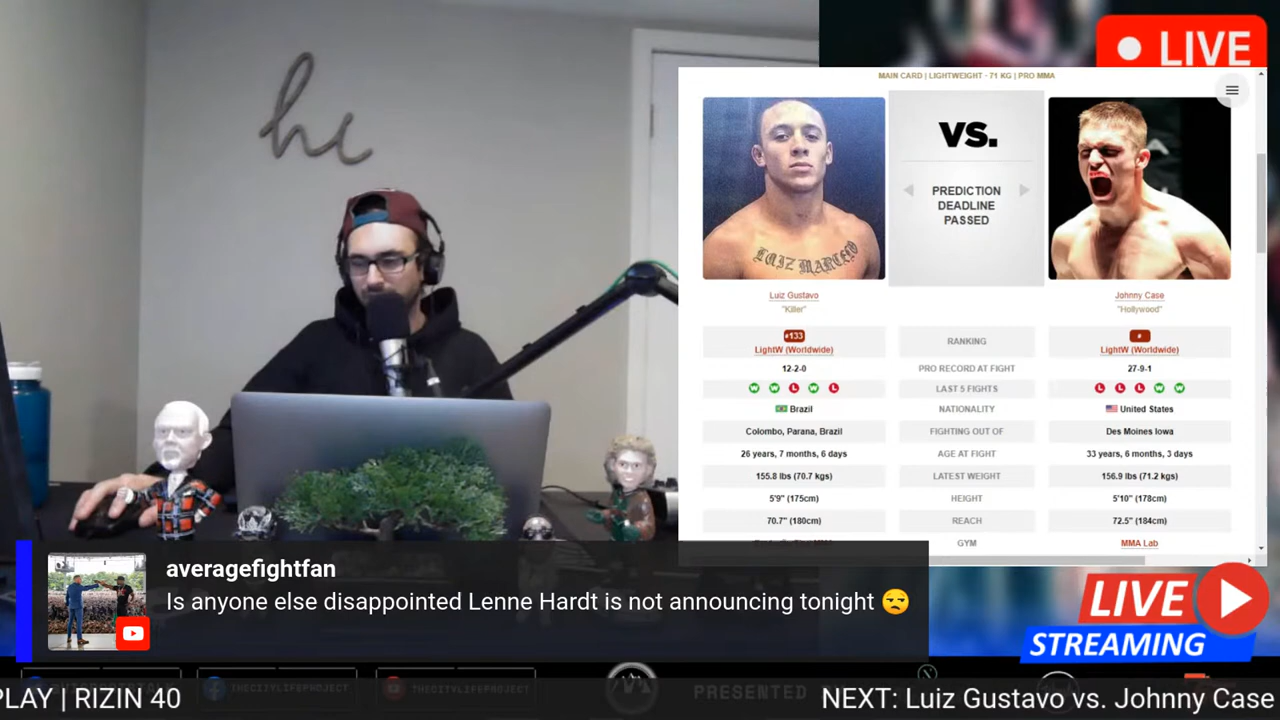 hi
LIVE
MAIN CARD | LIGHTWEIGHT - 71 KG | PRO MMA
LUIZ MARCELO
VS.
PREDICTION
DEADLINE
PASSED
Luiz Gustavo
Johnny Case
"Killer"
"Hollywood"
#133
RANKING
#
LightW (Worldwide)
LightW (Worldwide)
12-2-0
PRO RECORD AT FIGHT
27-9-1
W W L W L
LAST 5 FIGHTS
L L L W W
Brazil
NATIONALITY
United States
Colombo, Parana, Brazil
FIGHTING OUT OF
Des Moines Iowa
26 years, 7 months, 6 days
AGE AT FIGHT
33 years, 6 months, 3 days
155.8 lbs (70.7 kgs)
LATEST WEIGHT
156.9 lbs (71.2 kgs)
5'9" (175cm)
HEIGHT
5'10" (178cm)
70.7" (180cm)
REACH
72.5" (184cm)
GYM
MMA Lab
averagefightfan
Is anyone else disappointed Lenne Hardt is not announcing tonight 😒
LIVE
STREAMING
THECITYLIFEPROJECT
THECITYLIFEPROJECT
PRESENTED
PLAY | RIZIN 40
NEXT: Luiz Gustavo vs. Johnny Case